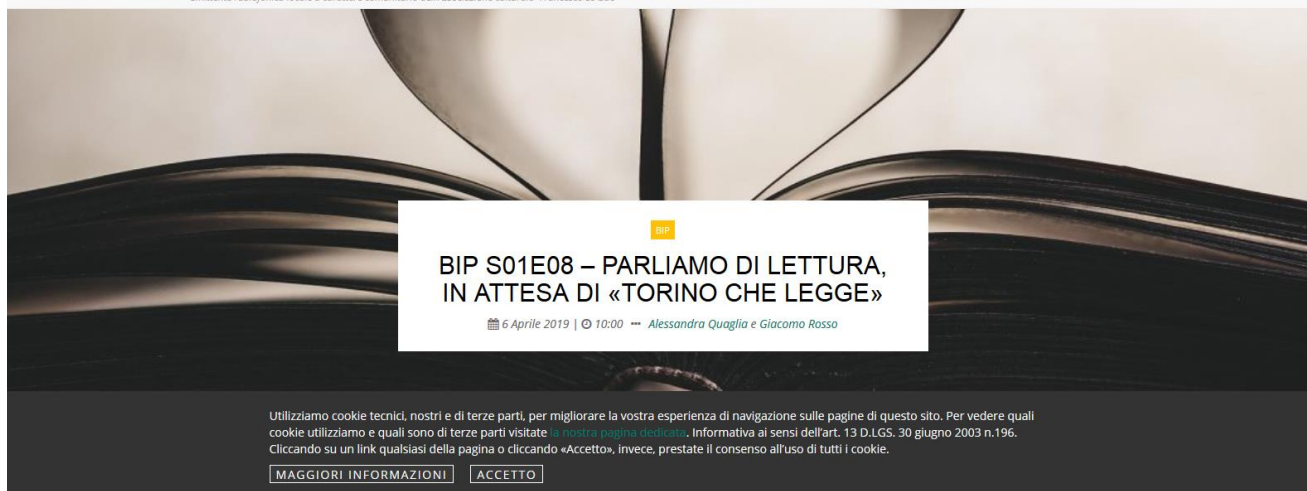 BIP
BIP S01E08 – PARLIAMO DI LETTURA,
IN ATTESA DI «TORINO CHE LEGGE»
6 Aprile 2019 | 10:00 ••• Alessandra Quaglia e Giacomo Rosso
Utilizziamo cookie tecnici, nostri e di terze parti, per migliorare la vostra esperienza di navigazione sulle pagine di questo sito. Per vedere quali
cookie utilizziamo e quali sono di terze parti visitate la nostra pagina dedicata. Informativa ai sensi dell'art. 13 D.LGS. 30 giugno 2003 n.196.
Cliccando su un link qualsiasi della pagina o cliccando «Accetto», invece, prestate il consenso all'uso di tutti i cookie.
MAGGIORI INFORMAZIONI ACCETTO